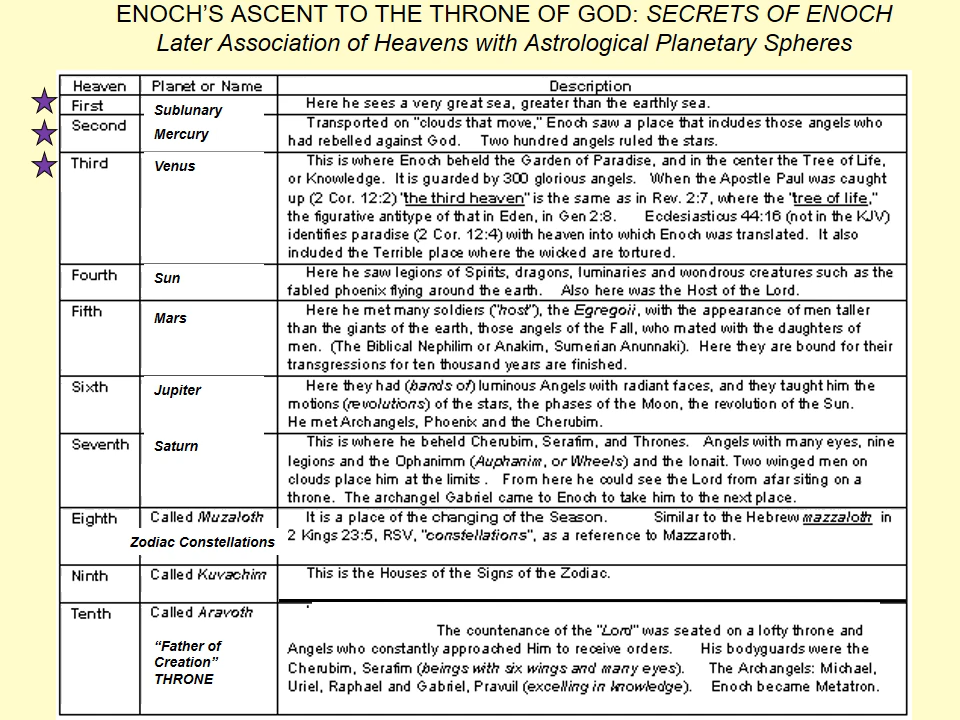 ENOCH'S ASCENT TO THE THRONE OF GOD: SECRETS OF ENOCH
Later Association of Heavens with Astrological Planetary Spheres
Heaven Planet or Name Description
First Sublunary Here he sees a very great sea, greater than the earthly sea.
Second Mercury Transported on "clouds that move," Enoch saw a place that includes those angels who
had rebelled against God. Two hundred angels ruled the stars.
Third Venus This is where Enoch beheld the Garden of Paradise, and in the center the Tree of Life,
or Knowledge. It is guarded by 300 glorious angels. When the Apostle Paul was caught
up (2 Cor. 12:2) "the third heaven" is the same as in Rev. 2:7, where the "tree of life,"
the figurative antitype of that in Eden, in Gen 2:8. Ecclesiasticus 44:16 (not in the KJV)
identifies paradise (2 Cor. 12:4) with heaven into which Enoch was translated. It also
included the Terrible place where the wicked are tortured.
Fourth Sun Here he saw legions of Spirits, dragons, luminaries and wondrous creatures such as the
fabled phoenix flying around the earth. Also here was the Host of the Lord.
Fifth Mars Here he met many soldiers ("host"), the Egregoii, with the appearance of men taller
than the giants of the earth, those angels of the Fall, who mated with the daughters of
men. (The Biblical Nephilim or Anakim, Sumerian Anunnaki). Here they are bound for their
transgressions for ten thousand years are finished.
Sixth Jupiter Here they had (bands of) luminous Angels with radiant faces, and they taught him the
motions (revolutions) of the stars, the phases of the Moon, the revolution of the Sun.
He met Archangels, Phoenix and the Cherubim.
Seventh Saturn This is where he beheld Cherubim, Serafim, and Thrones. Angels with many eyes, nine
legions and the Ophanimm (Auphanim, or Wheels) and the Ionait. Two winged men on
clouds place him at the limits . From here he could see the Lord from afar siting on a
throne. The archangel Gabriel came to Enoch to take him to the next place.
Eighth Called Muzaloth It is a place of the changing of the Season. Similar to the Hebrew mazzaloth in
Zodiac Constellations 2 Kings 23:5, RSV, "constellations", as a reference to Mazzaroth.
Ninth Called Kuvachim This is the Houses of the Signs of the Zodiac.
Tenth Called Aravoth
The countenance of the "Lord" was seated on a lofty throne and
"Father of Angels who constantly approached Him to receive orders. His bodyguards were the
Creation" Cherubim, Serafim (beings with six wings and many eyes). The Archangels: Michael,
THRONE Uriel, Raphael and Gabriel, Pravuil (excelling in knowledge). Enoch became Metatron.